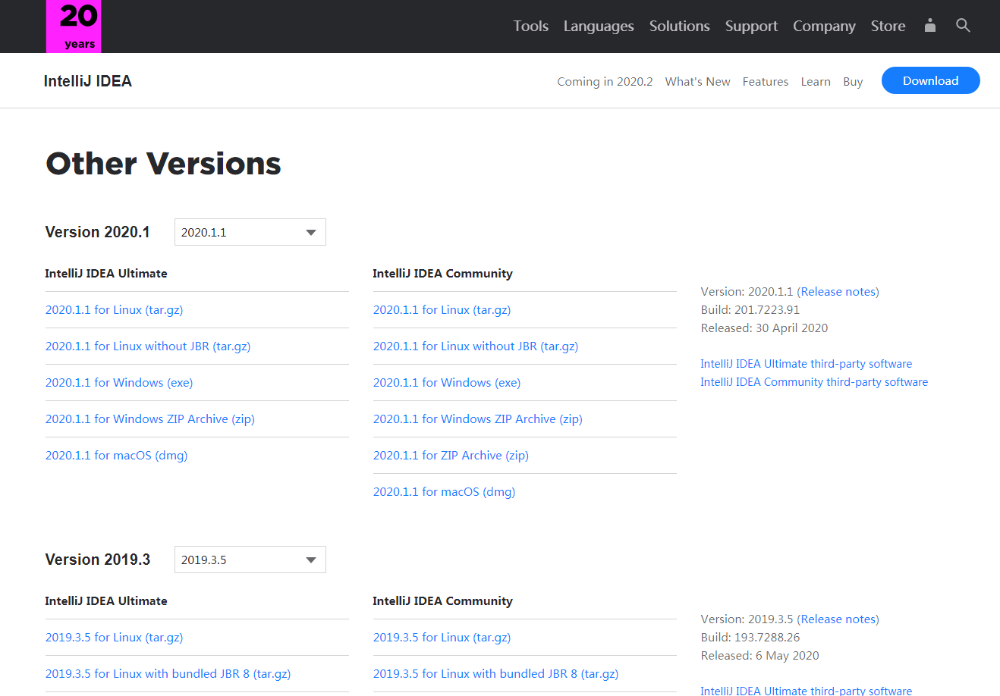 20
years
Tools Languages Solutions Support Company Store
IntelliJ IDEA
Coming in 2020.2 What's New Features Learn Buy Download
Other Versions
Version 2020.1 2020.1.1
IntelliJ IDEA Ultimate
2020.1.1 for Linux (tar.gz)
2020.1.1 for Linux without JBR (tar.gz)
2020.1.1 for Windows (exe)
2020.1.1 for Windows ZIP Archive (zip)
2020.1.1 for macOS (dmg)
IntelliJ IDEA Community
2020.1.1 for Linux (tar.gz)
2020.1.1 for Linux without JBR (tar.gz)
2020.1.1 for Windows (exe)
2020.1.1 for Windows ZIP Archive (zip)
2020.1.1 for ZIP Archive (zip)
2020.1.1 for macOS (dmg)
Version: 2020.1.1 (Release notes)
Build: 201.7223.91
Released: 30 April 2020
IntelliJ IDEA Ultimate third-party software
IntelliJ IDEA Community third-party software
Version 2019.3 2019.3.5
IntelliJ IDEA Ultimate
2019.3.5 for Linux (tar.gz)
2019.3.5 for Linux with bundled JBR 8 (tar.gz)
IntelliJ IDEA Community
2019.3.5 for Linux (tar.gz)
2019.3.5 for Linux with bundled JBR 8 (tar.gz)
Version: 2019.3.5 (Release notes)
Build: 193.7288.26
Released: 6 May 2020
IntelliJ IDEA Ultimate third-party software